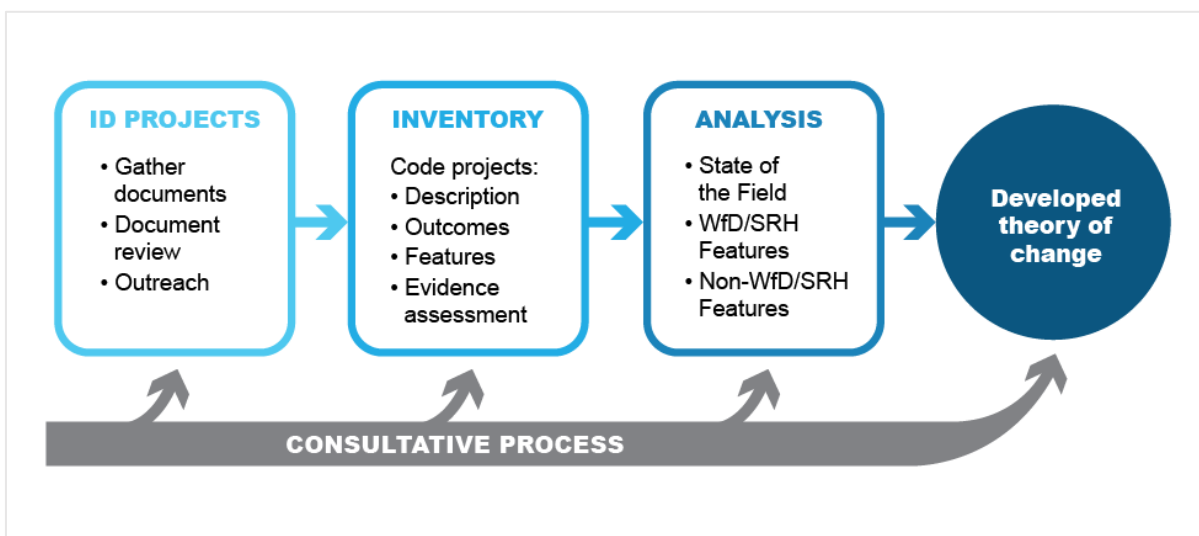 ID PROJECTS
• Gather
documents
• Document
review
• Outreach
INVENTORY
Code projects:
• Description
• Outcomes
• Features
• Evidence
assessment
ANALYSIS
• State of
the Field
• WfD/SRH
Features
• Non-WfD/SRH
Features
Developed
theory of
change
CONSULTATIVE PROCESS